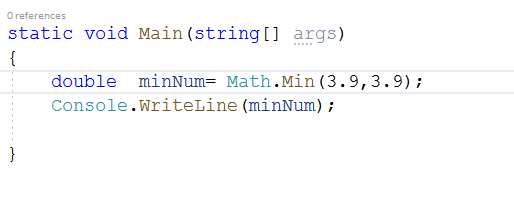 0 references
static void Main(string[] args)
{
double  minNum= Math.Min(3.9,3.9);
Console.WriteLine(minNum);
}